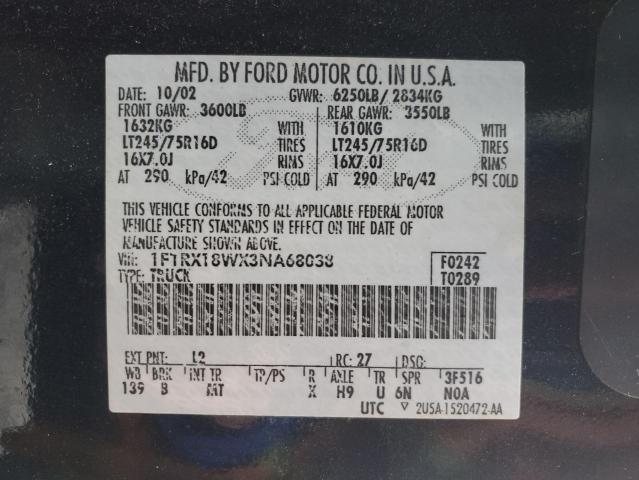 MFD. BY FORD MOTOR CO. IN U.S.A.
DATE: 10/02 GVWR: 6250LB/ 2834KG
FRONT GAWR: 3600LB REAR GAWR: 3550LB
1632KG WITH 1610KG WITH
LT245/75R16D TIRES LT245/75R16D TIRES
16X7.0J RIMS 16X7.0J RIMS
AT 290 kPa/42 PSI COLD AT 290 kPa/42 PSI COLD
THIS VEHICLE CONFORMS TO ALL APPLICABLE FEDERAL MOTOR
VEHICLE SAFETY STANDARDS IN EFFECT ON THE DATE OF
MANUFACTURE SHOWN ABOVE
VIN: 1FTRX18WX3NA68038 F0242
TYPE: TRUCK T0289
EXT PNT: L2 RC: 27 DSO:
WB BRK INT TR TP/PS R AXLE TR SPR 3F516
139 B MT X H9 U 6N N0A
UTC ▽ 2USA-1520472-AA